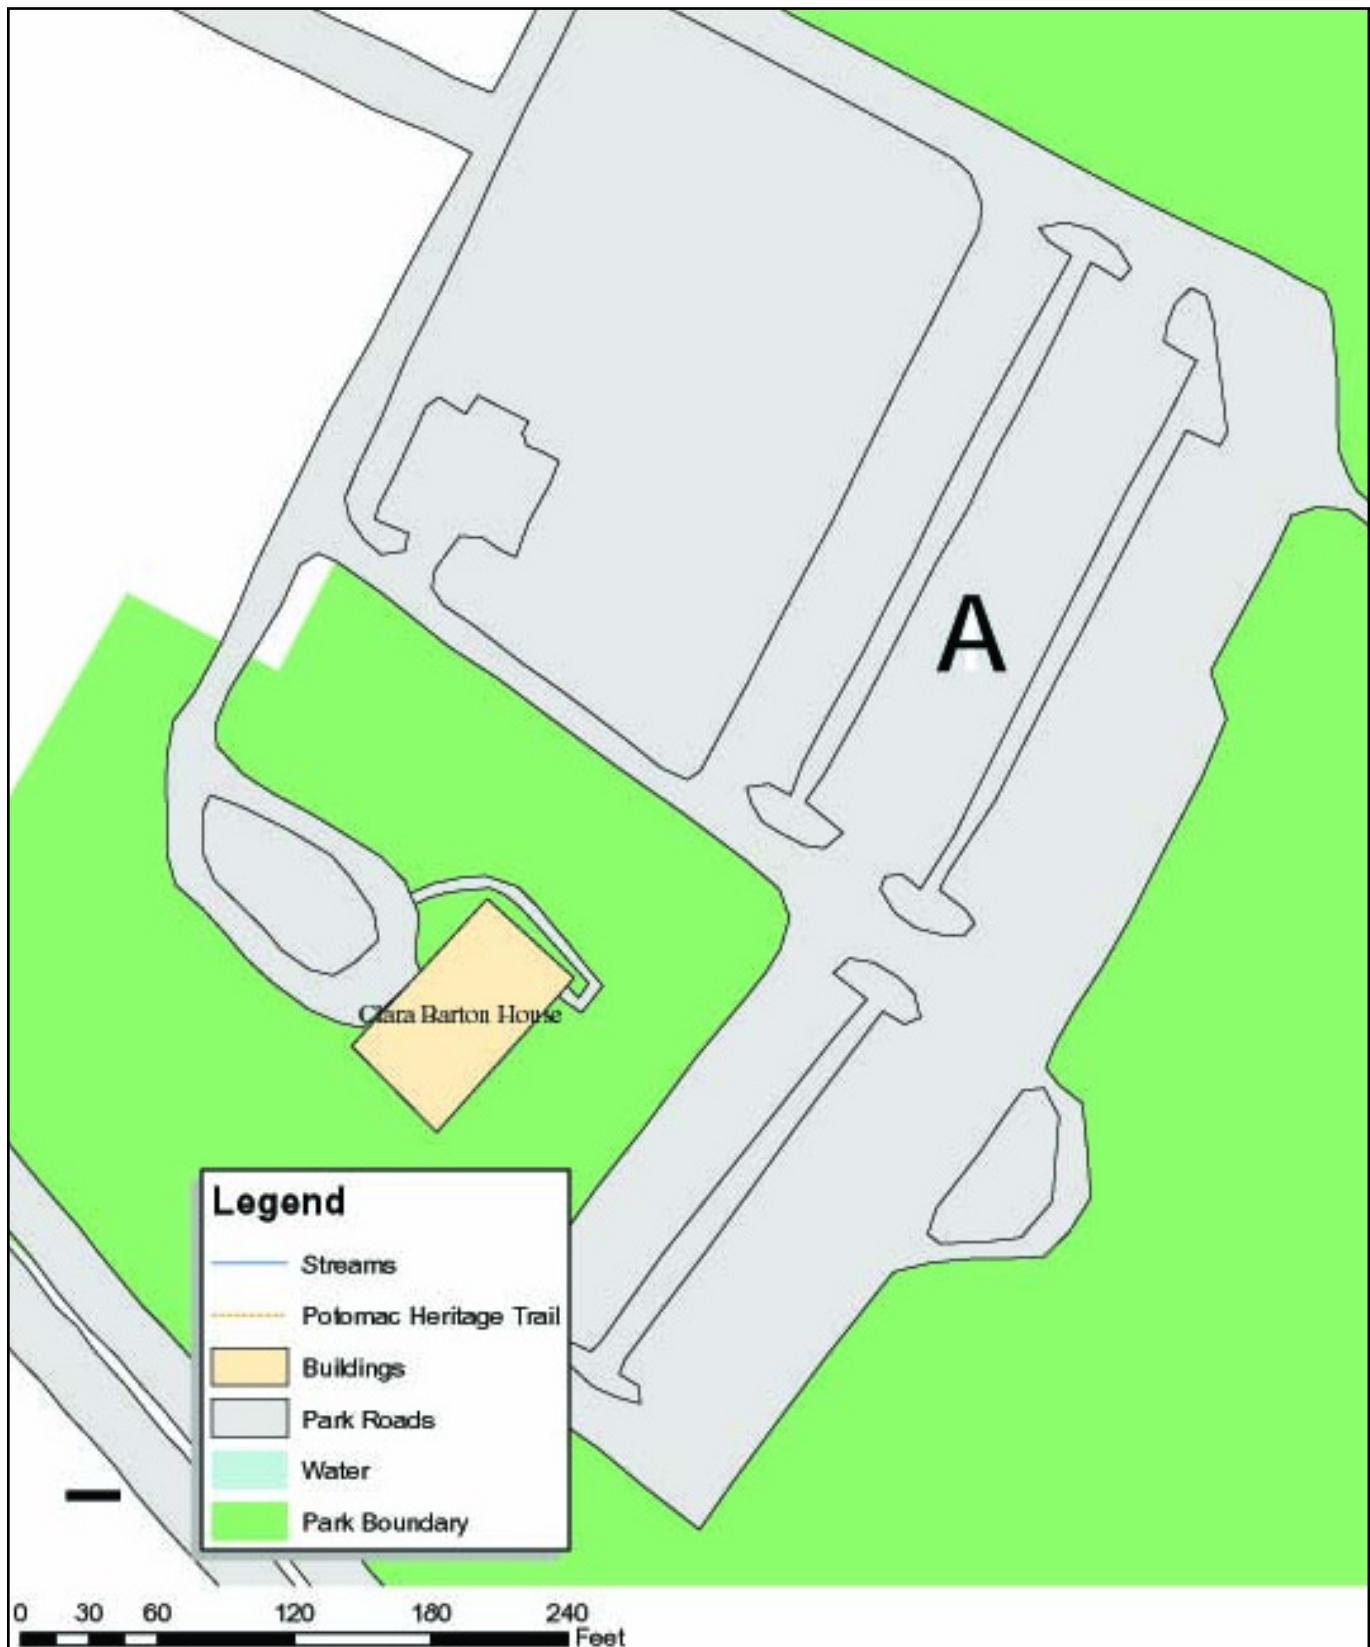 A
Clara Barton House
Legend
Streams
Potomac Heritage Trail
Buildings
Park Roads
Water
Park Boundary
0 30 60 120 180 240
Feet